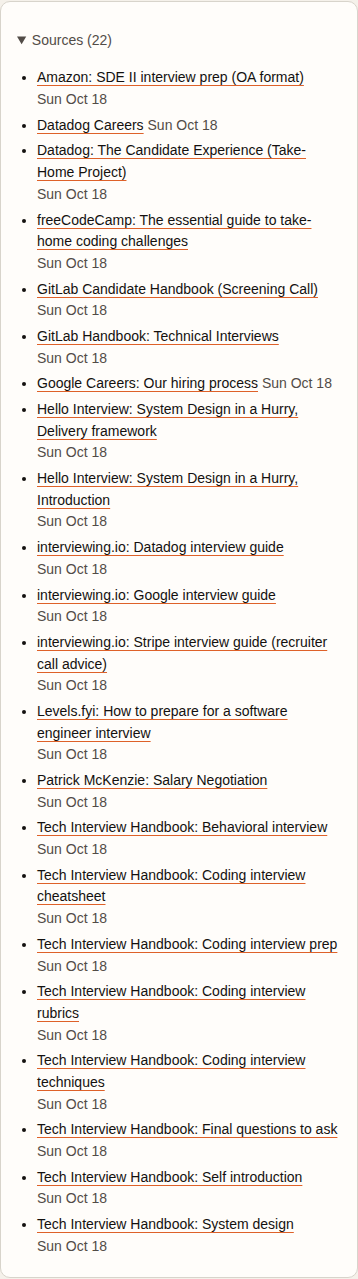 ▼ Sources (22)
• Amazon: SDE II interview prep (OA format)
Sun Oct 18
• Datadog Careers Sun Oct 18
• Datadog: The Candidate Experience (Take-
Home Project)
Sun Oct 18
• freeCodeCamp: The essential guide to take-
home coding challenges
Sun Oct 18
• GitLab Candidate Handbook (Screening Call)
Sun Oct 18
• GitLab Handbook: Technical Interviews
Sun Oct 18
• Google Careers: Our hiring process Sun Oct 18
• Hello Interview: System Design in a Hurry,
Delivery framework
Sun Oct 18
• Hello Interview: System Design in a Hurry,
Introduction
Sun Oct 18
• interviewing.io: Datadog interview guide
Sun Oct 18
• interviewing.io: Google interview guide
Sun Oct 18
• interviewing.io: Stripe interview guide (recruiter
call advice)
Sun Oct 18
• Levels.fyi: How to prepare for a software
engineer interview
Sun Oct 18
• Patrick McKenzie: Salary Negotiation
Sun Oct 18
• Tech Interview Handbook: Behavioral interview
Sun Oct 18
• Tech Interview Handbook: Coding interview
cheatsheet
Sun Oct 18
• Tech Interview Handbook: Coding interview prep
Sun Oct 18
• Tech Interview Handbook: Coding interview
rubrics
Sun Oct 18
• Tech Interview Handbook: Coding interview
techniques
Sun Oct 18
• Tech Interview Handbook: Final questions to ask
Sun Oct 18
• Tech Interview Handbook: Self introduction
Sun Oct 18
• Tech Interview Handbook: System design
Sun Oct 18